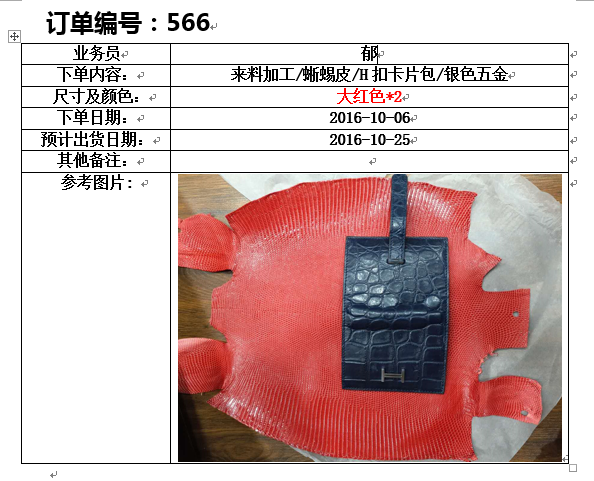 订单编号：566
业务员
郁
下单内容：
来料加工/蜥蜴皮/H 扣卡片包/银色五金
尺寸及颜色：
大红色*2
下单日期：
2016-10-06
预计出货日期：
2016-10-25
其他备注：
参考图片:
H